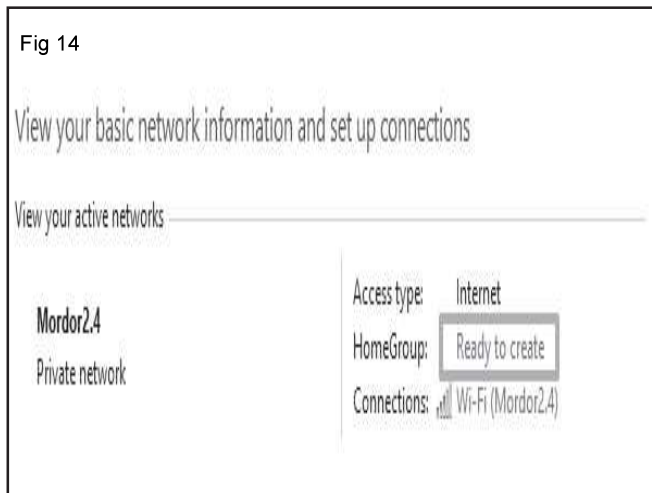 Fig 14
View your basic network information and set up connections
View your active networks
Mordor2.4
Private network
Access type: Internet
HomeGroup: Ready to create
Connections: Wi-Fi (Mordor2.4)